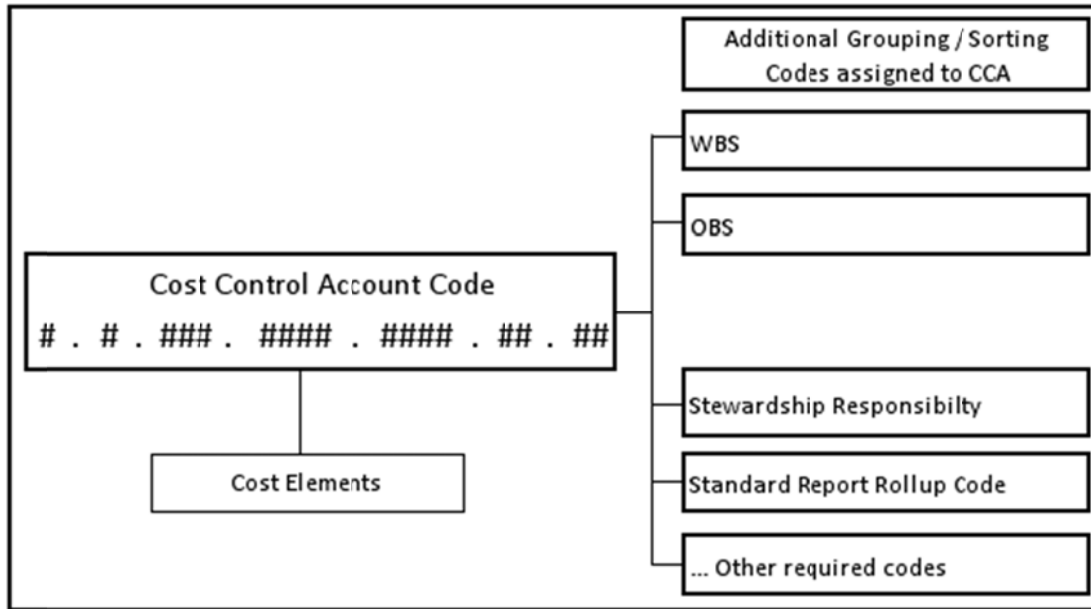 Additional Grouping / Sorting
Codes assigned to CCA
WBS
OBS
Cost Control Account Code
# . # . ### . #### . #### . ## . ##
Stewardship Responsibilty
Cost Elements
Standard Report Rollup Code
... Other required codes